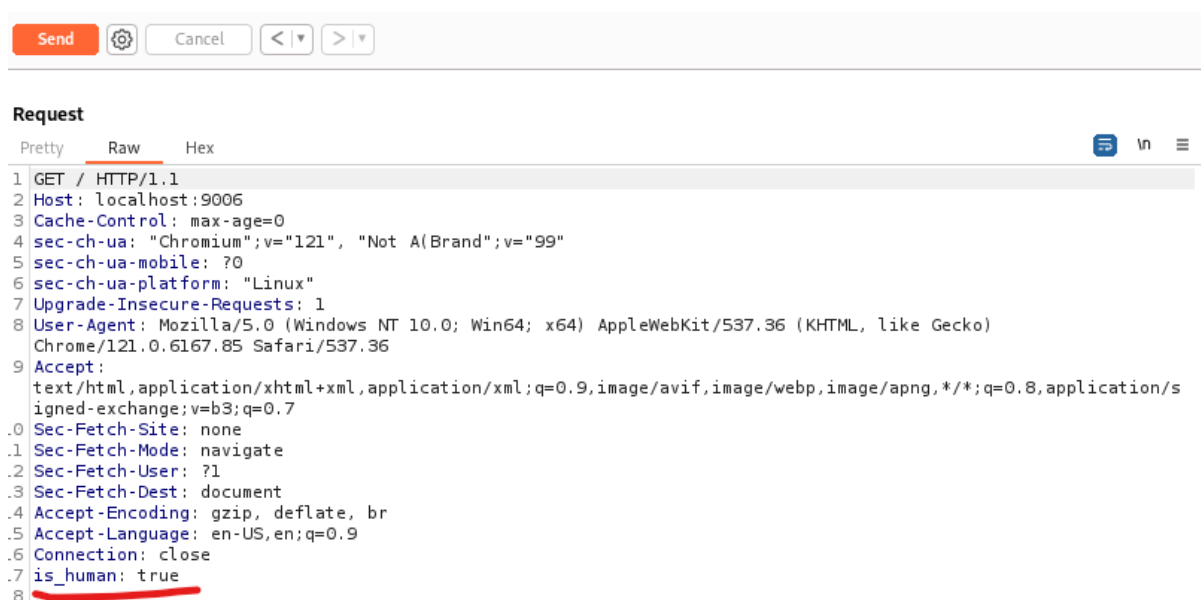 Send Cancel < | ▾ > | ▾
Request
Pretty Raw Hex \n ≡
1 GET / HTTP/1.1
2 Host: localhost:9006
3 Cache-Control: max-age=0
4 sec-ch-ua: "Chromium";v="121", "Not A(Brand";v="99"
5 sec-ch-ua-mobile: ?0
6 sec-ch-ua-platform: "Linux"
7 Upgrade-Insecure-Requests: 1
8 User-Agent: Mozilla/5.0 (Windows NT 10.0; Win64; x64) AppleWebKit/537.36 (KHTML, like Gecko)
Chrome/121.0.6167.85 Safari/537.36
9 Accept:
text/html,application/xhtml+xml,application/xml;q=0.9,image/avif,image/webp,image/apng,*/*;q=0.8,application/s
igned-exchange;v=b3;q=0.7
.0 Sec-Fetch-Site: none
.1 Sec-Fetch-Mode: navigate
.2 Sec-Fetch-User: ?1
.3 Sec-Fetch-Dest: document
.4 Accept-Encoding: gzip, deflate, br
.5 Accept-Language: en-US,en;q=0.9
.6 Connection: close
.7 is_human: true
.8